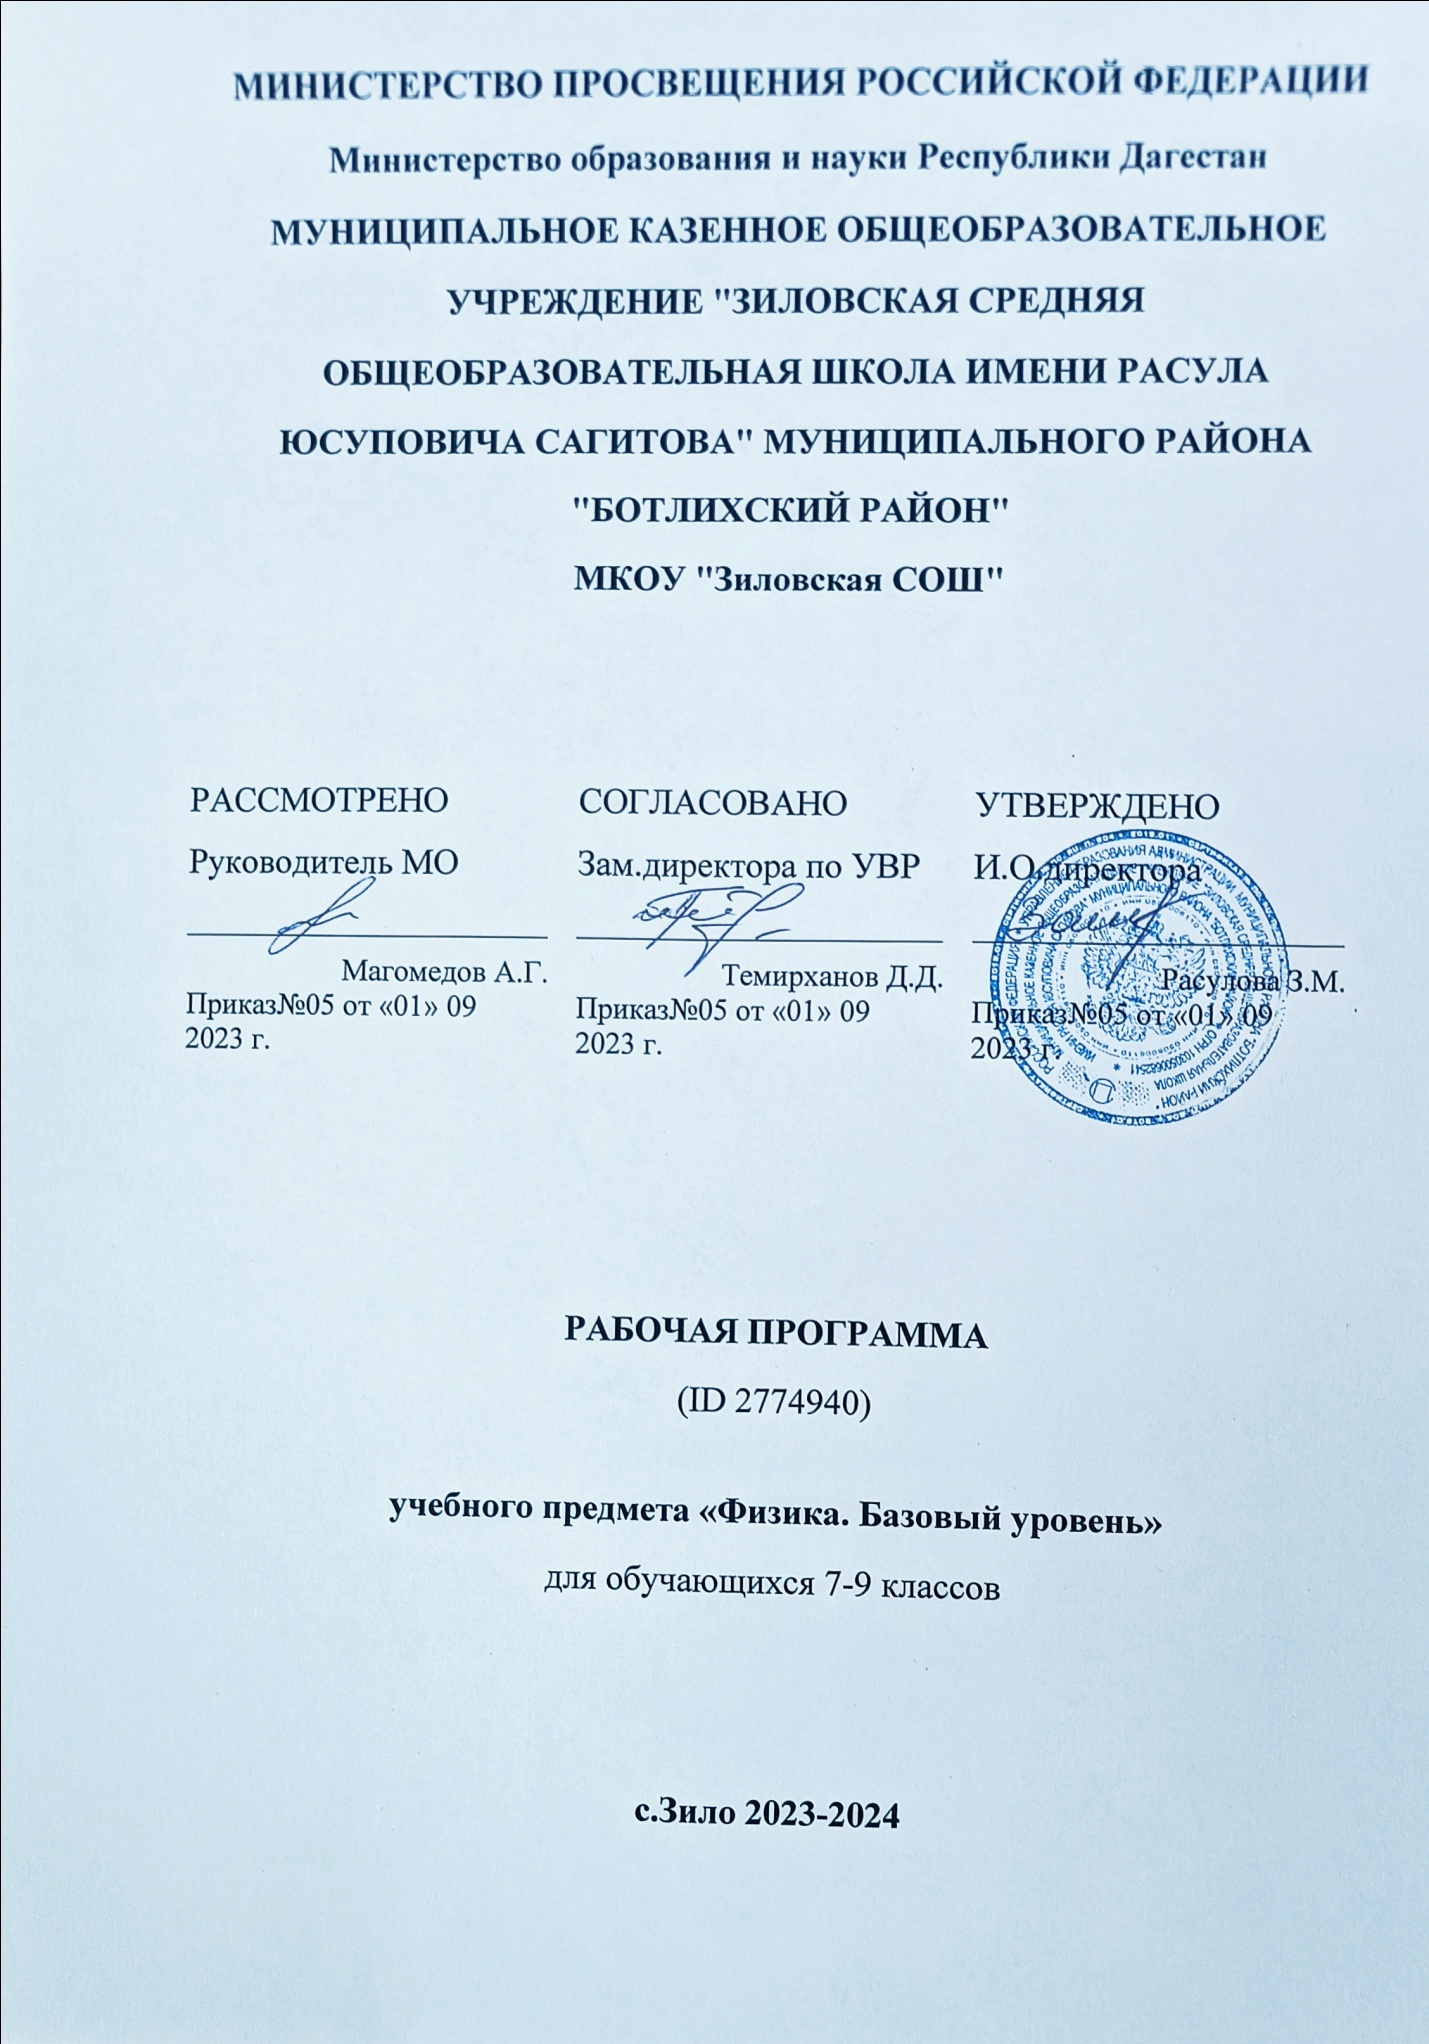 МИНИСТЕРСТВО ПРОСВЕЩЕНИЯ РОССИЙСКОЙ ФЕДЕРАЦИИ
Министерство образования и науки Республики Дагестан
МУНИЦИПАЛЬНОЕ КАЗЕННОЕ ОБЩЕОБРАЗОВАТЕЛЬНОЕ
УЧРЕЖДЕНИЕ "ЗИЛОВСКАЯ СРЕДНЯЯ
ОБЩЕОБРАЗОВАТЕЛЬНАЯ ШКОЛА ИМЕНИ РАСУЛА
ЮСУПОВИЧА САГИТОВА" МУНИЦИПАЛЬНОГО РАЙОНА
"БОТЛИХСКИЙ РАЙОН"
МКОУ "Зиловская СОШ"
РАССМОТРЕНО
Руководитель МО
Магомедов А.Г.
Приказ№05 от «01» 09
2023 г.
СОГЛАСОВАНО
Зам.директора по УВР
Темирханов Д.Д.
Приказ№05 от «01» 09
2023 г.
УТВЕРЖДЕНО
И.О.директора
Расулова З.М.
Приказ№05 от «01» 09
2023 г.
РАБОЧАЯ ПРОГРАММА
(ID 2774940)
учебного предмета «Физика. Базовый уровень»
для обучающихся 7-9 классов
с.Зило 2023-2024